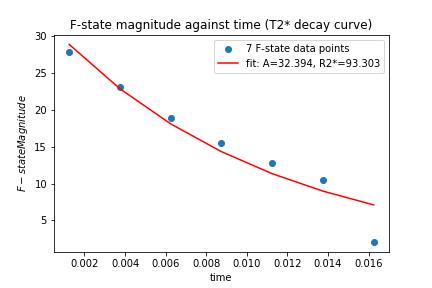 F-state magnitude against time (T2* decay curve)
30
25
20
15
10
5
F − stateMagnitude
7 F-state data points
fit: A=32.394, R2*=93.303
0.002 0.004 0.006 0.008 0.010 0.012 0.014 0.016
time